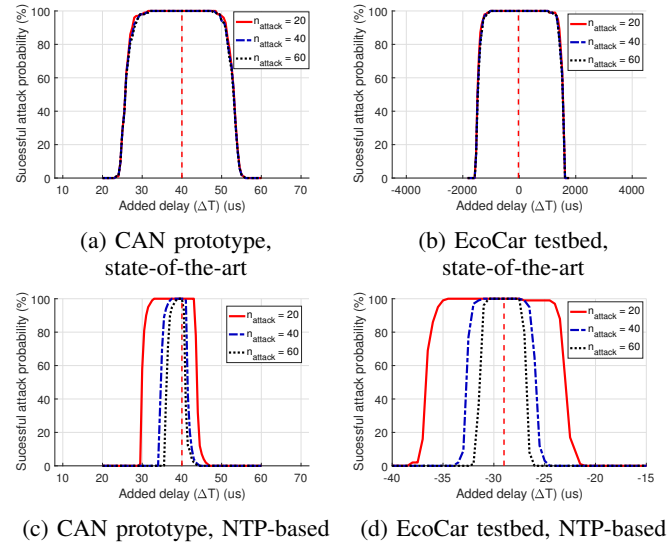 Sucessful attack probability (%)
100
80
60
40
20
0
n_attack = 20
n_attack = 40
n_attack = 60
10 20 30 40 50 60 70
Added delay (ΔT) (us)
(a) CAN prototype,
state-of-the-art
Sucessful attack probability (%)
100
80
60
40
20
0
n_attack = 20
n_attack = 40
n_attack = 60
-4000 -2000 0 2000 4000
Added delay (ΔT) (us)
(b) EcoCar testbed,
state-of-the-art
Sucessful attack probability (%)
100
80
60
40
20
0
n_attack = 20
n_attack = 40
n_attack = 60
10 20 30 40 50 60 70
Added delay (ΔT) (us)
(c) CAN prototype, NTP-based
Sucessful attack probability (%)
100
80
60
40
20
0
n_attack = 20
n_attack = 40
n_attack = 60
-40 -35 -30 -25 -20 -15
Added delay (ΔT) (us)
(d) EcoCar testbed, NTP-based